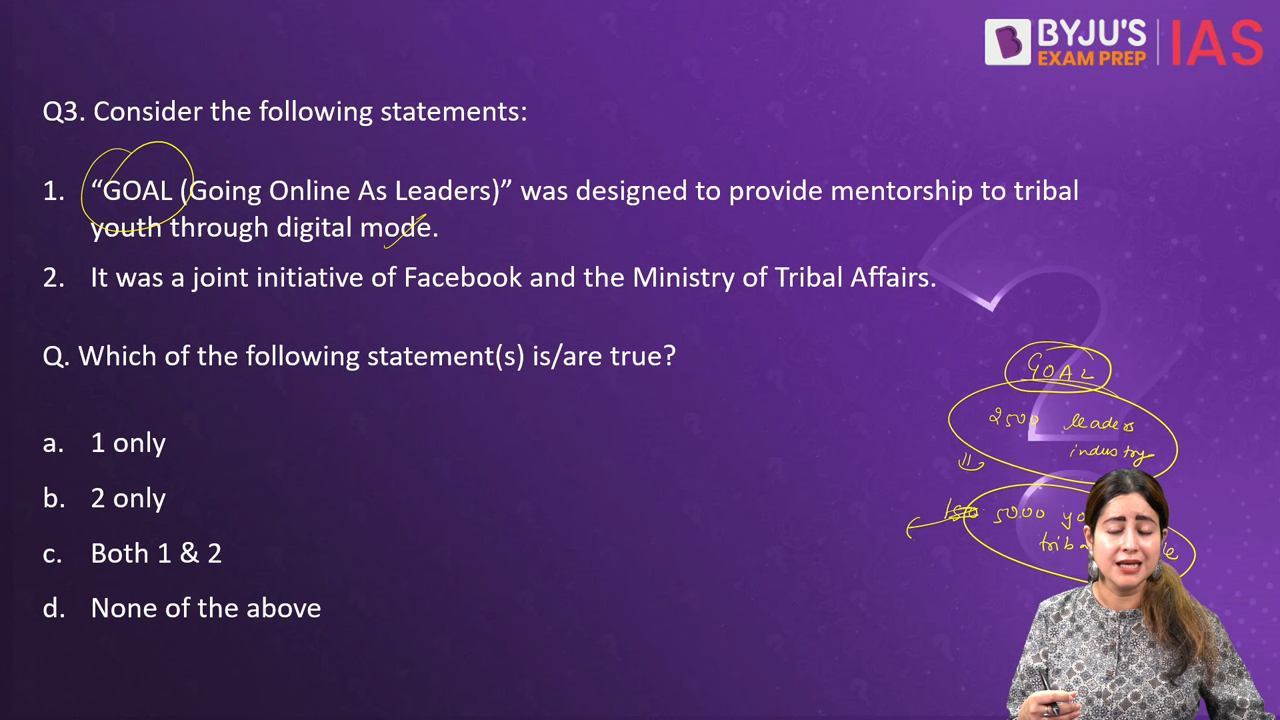 BYJU'S
EXAM PREP
IAS
Q3. Consider the following statements:
1. “GOAL (Going Online As Leaders)” was designed to provide mentorship to tribal
youth through digital mode.
2. It was a joint initiative of Facebook and the Ministry of Tribal Affairs.
Q. Which of the following statement(s) is/are true?
a. 1 only
b. 2 only
c. Both 1 & 2
d. None of the above
GOAL
2500 leaders
industry
5000